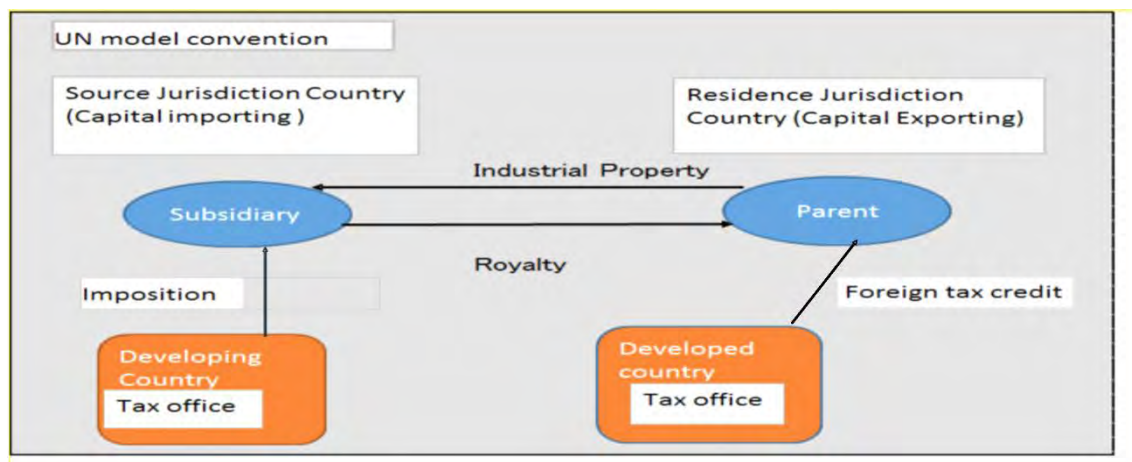 UN model convention
Source Jurisdiction Country
(Capital importing )
Residence Jurisdiction
Country (Capital Exporting)
Industrial Property
Subsidiary
Parent
Royalty
Imposition
Foreign tax credit
Developing
Country
Tax office
Developed
country
Tax office